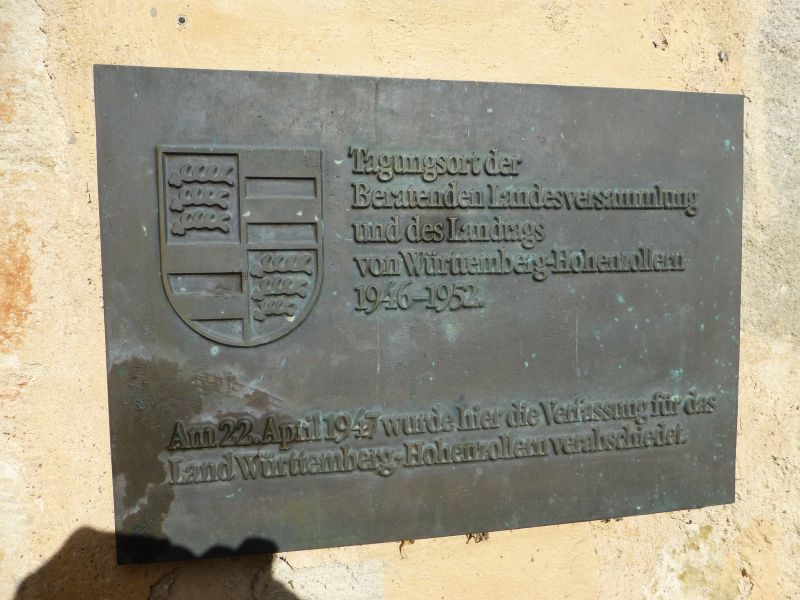 Tagungsort der
Beratenden Landesversammlung
und des Landtags
von Württemberg-Hohenzollern
1946–1952.
Am 22. April 1947 wurde hier die Verfassung für das
Land Württemberg-Hohenzollern verabschiedet.